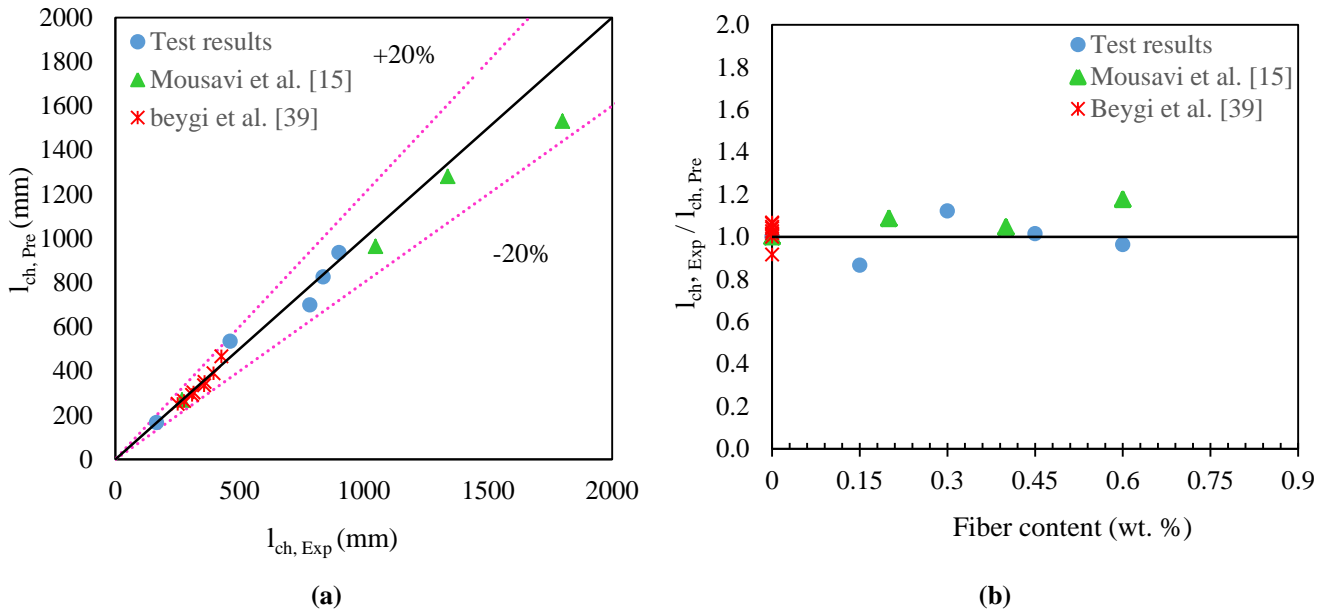 2000
1800
1600
1400
1200
1000
800
600
400
200
0
l_ch, Pre (mm)
Test results
Mousavi et al. [15]
beygi et al. [39]
+20%
-20%
0 500 1000 1500 2000
l_ch, Exp (mm)
(a)
2.0
1.8
1.6
1.4
1.2
1.0
0.8
0.6
0.4
0.2
0.0
l_ch, Exp / l_ch, Pre
Test results
Mousavi et al. [15]
Beygi et al. [39]
0 0.15 0.3 0.45 0.6 0.75 0.9
Fiber content (wt. %)
(b)